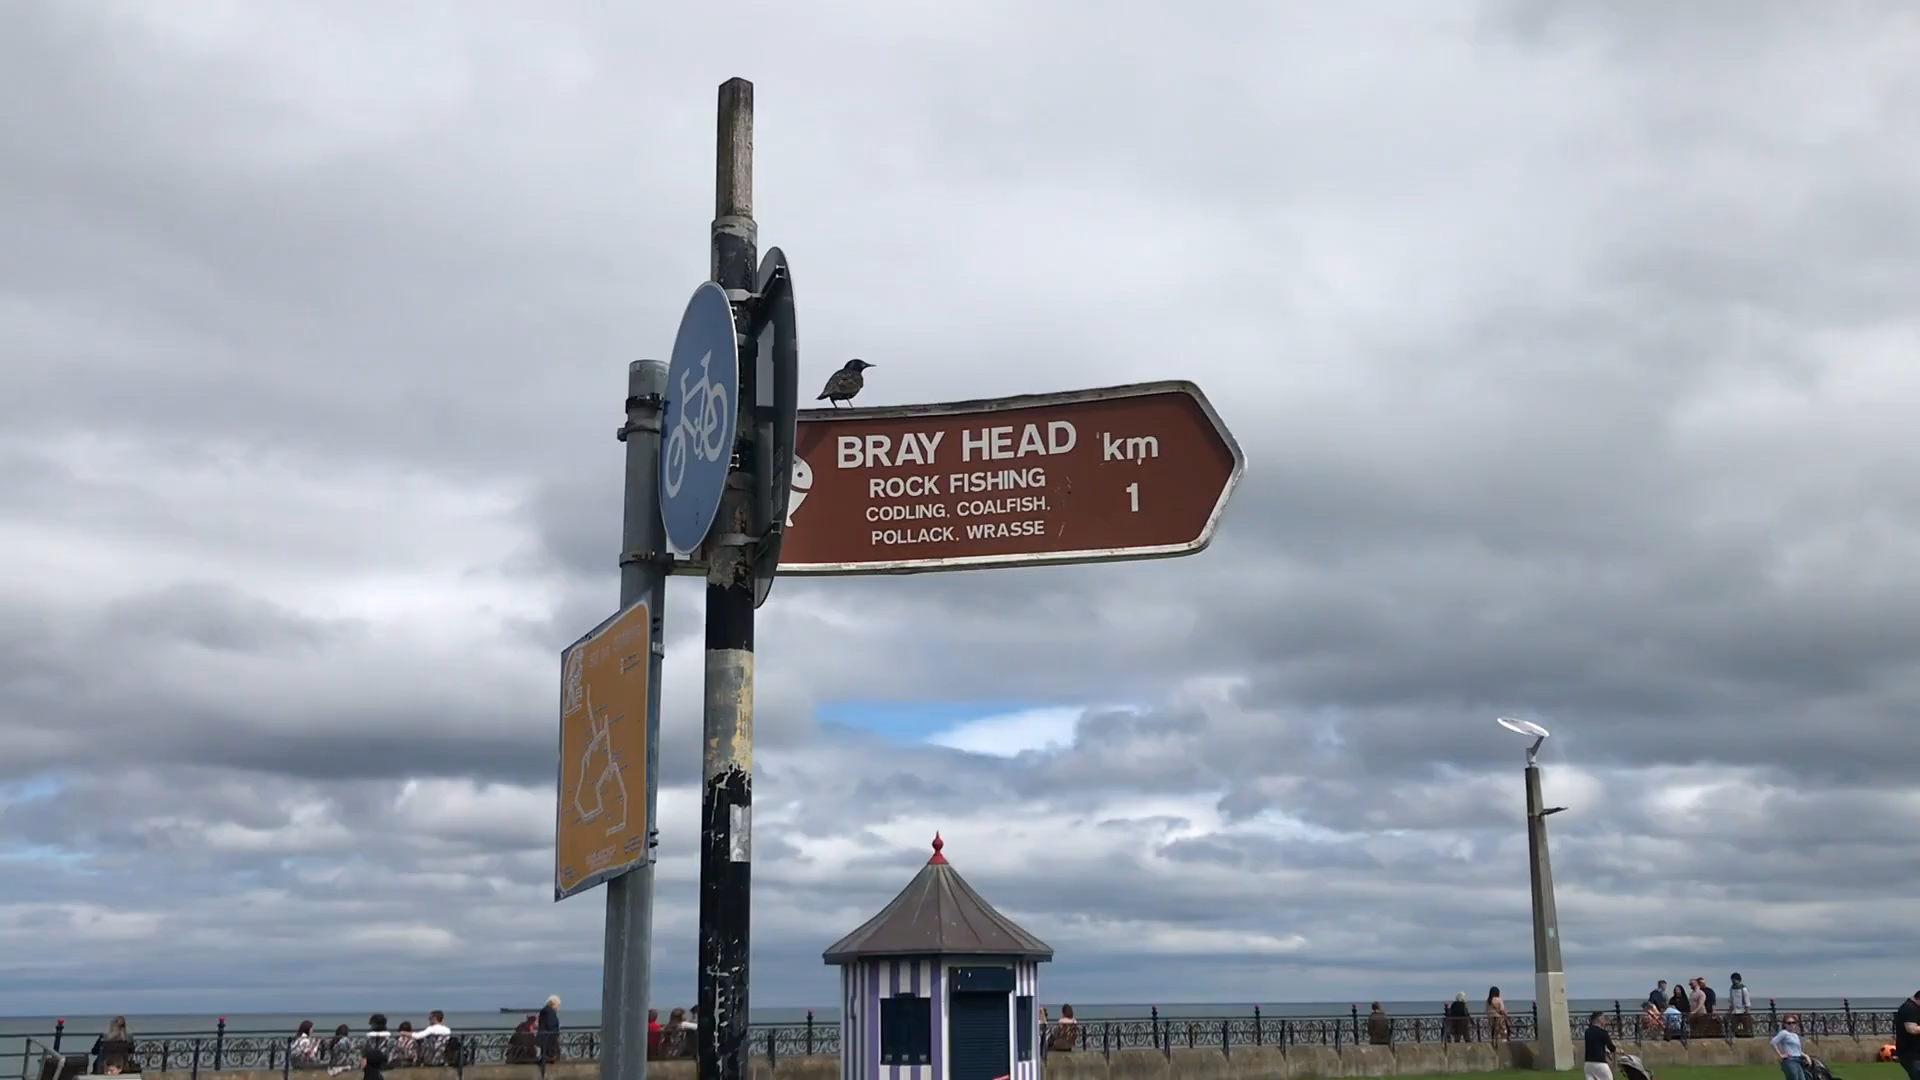 BRAY HEAD km
ROCK FISHING
CODLING, COALFISH, 1
POLLACK, WRASSE